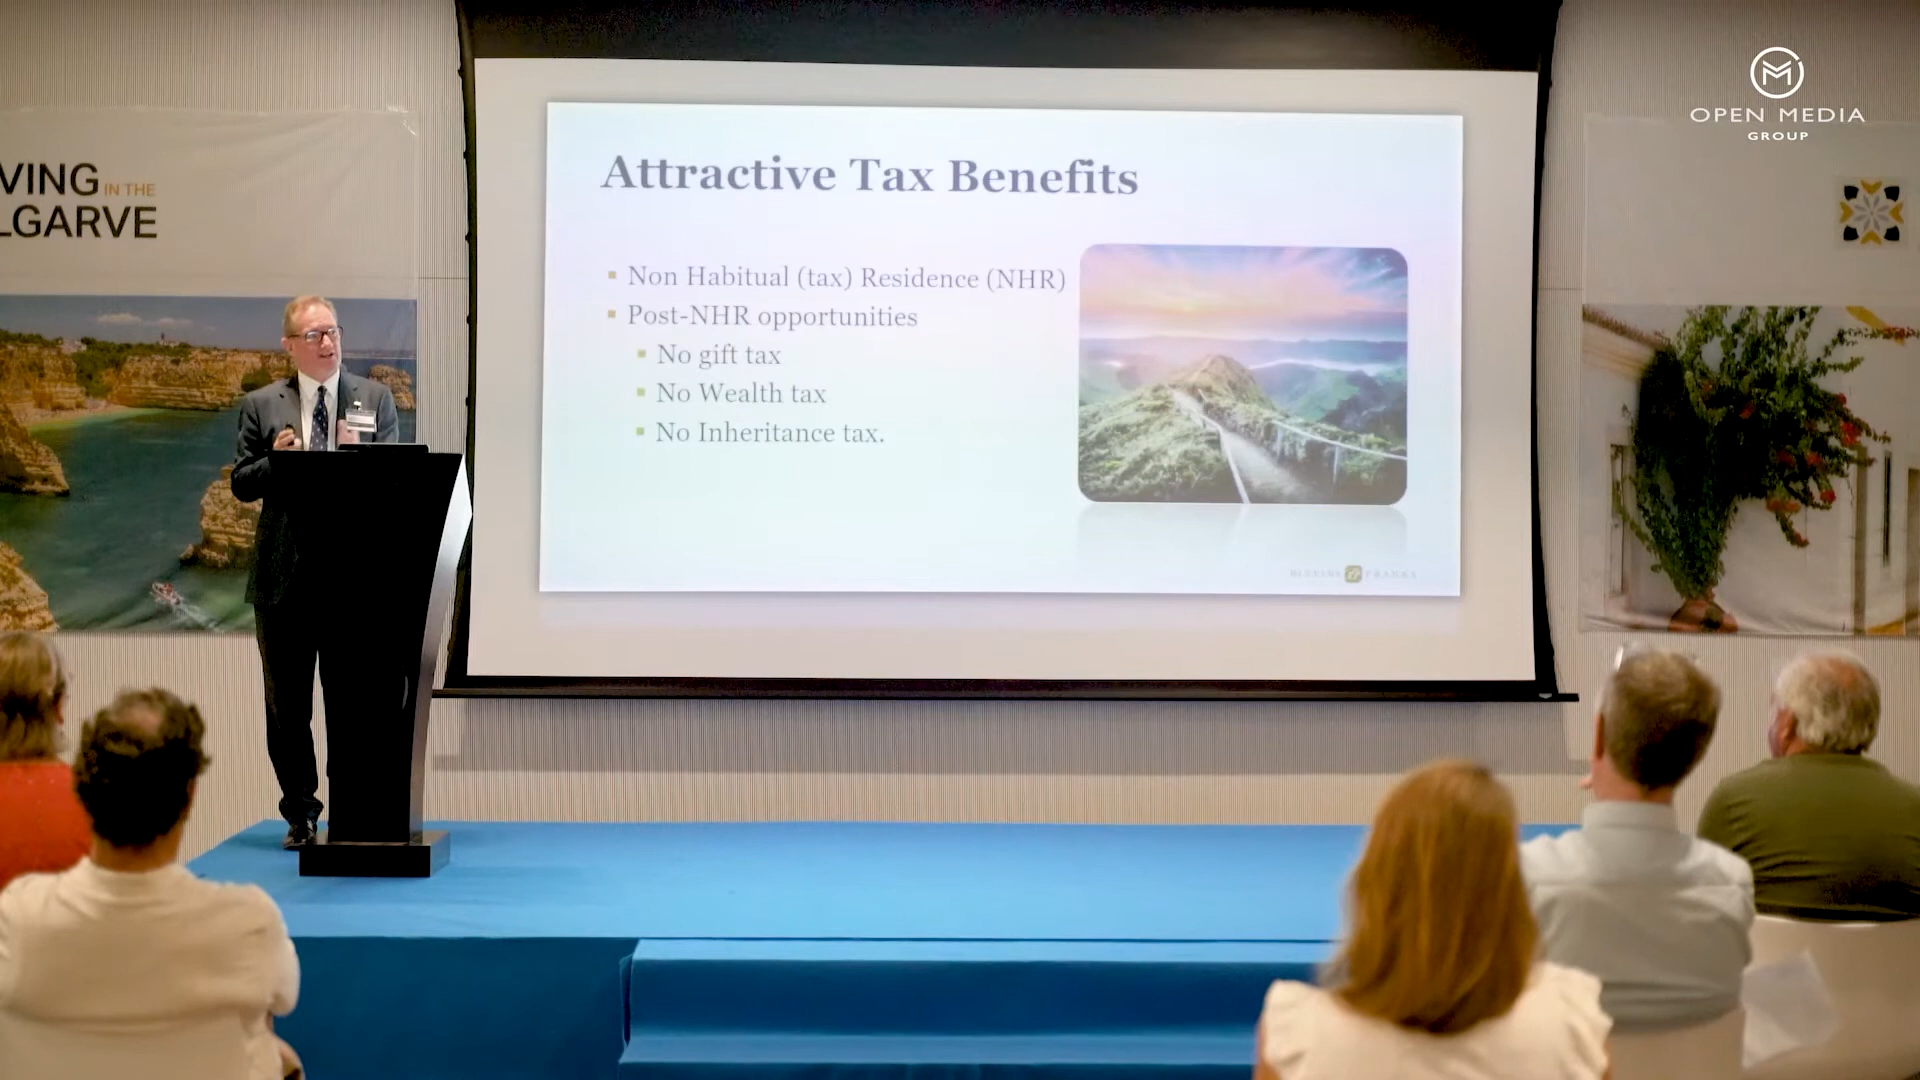 OPEN MEDIA
GROUP
VING IN THE
LGARVE
Attractive Tax Benefits
Non Habitual (tax) Residence (NHR)
Post-NHR opportunities
No gift tax
No Wealth tax
No Inheritance tax.
FRANKS